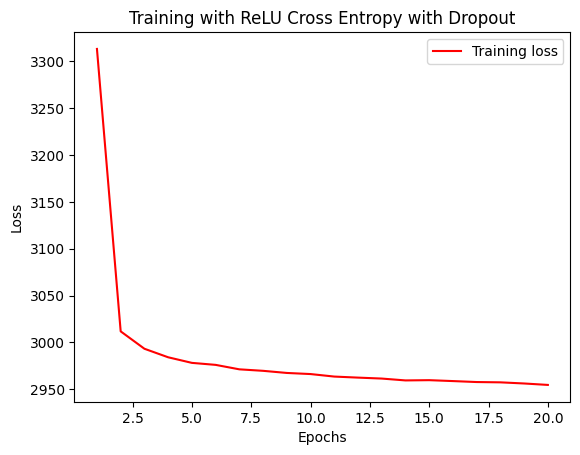 Training with ReLU Cross Entropy with Dropout
Training loss
3300
3250
3200
3150
3100
3050
3000
2950
Loss
2.5 5.0 7.5 10.0 12.5 15.0 17.5 20.0
Epochs